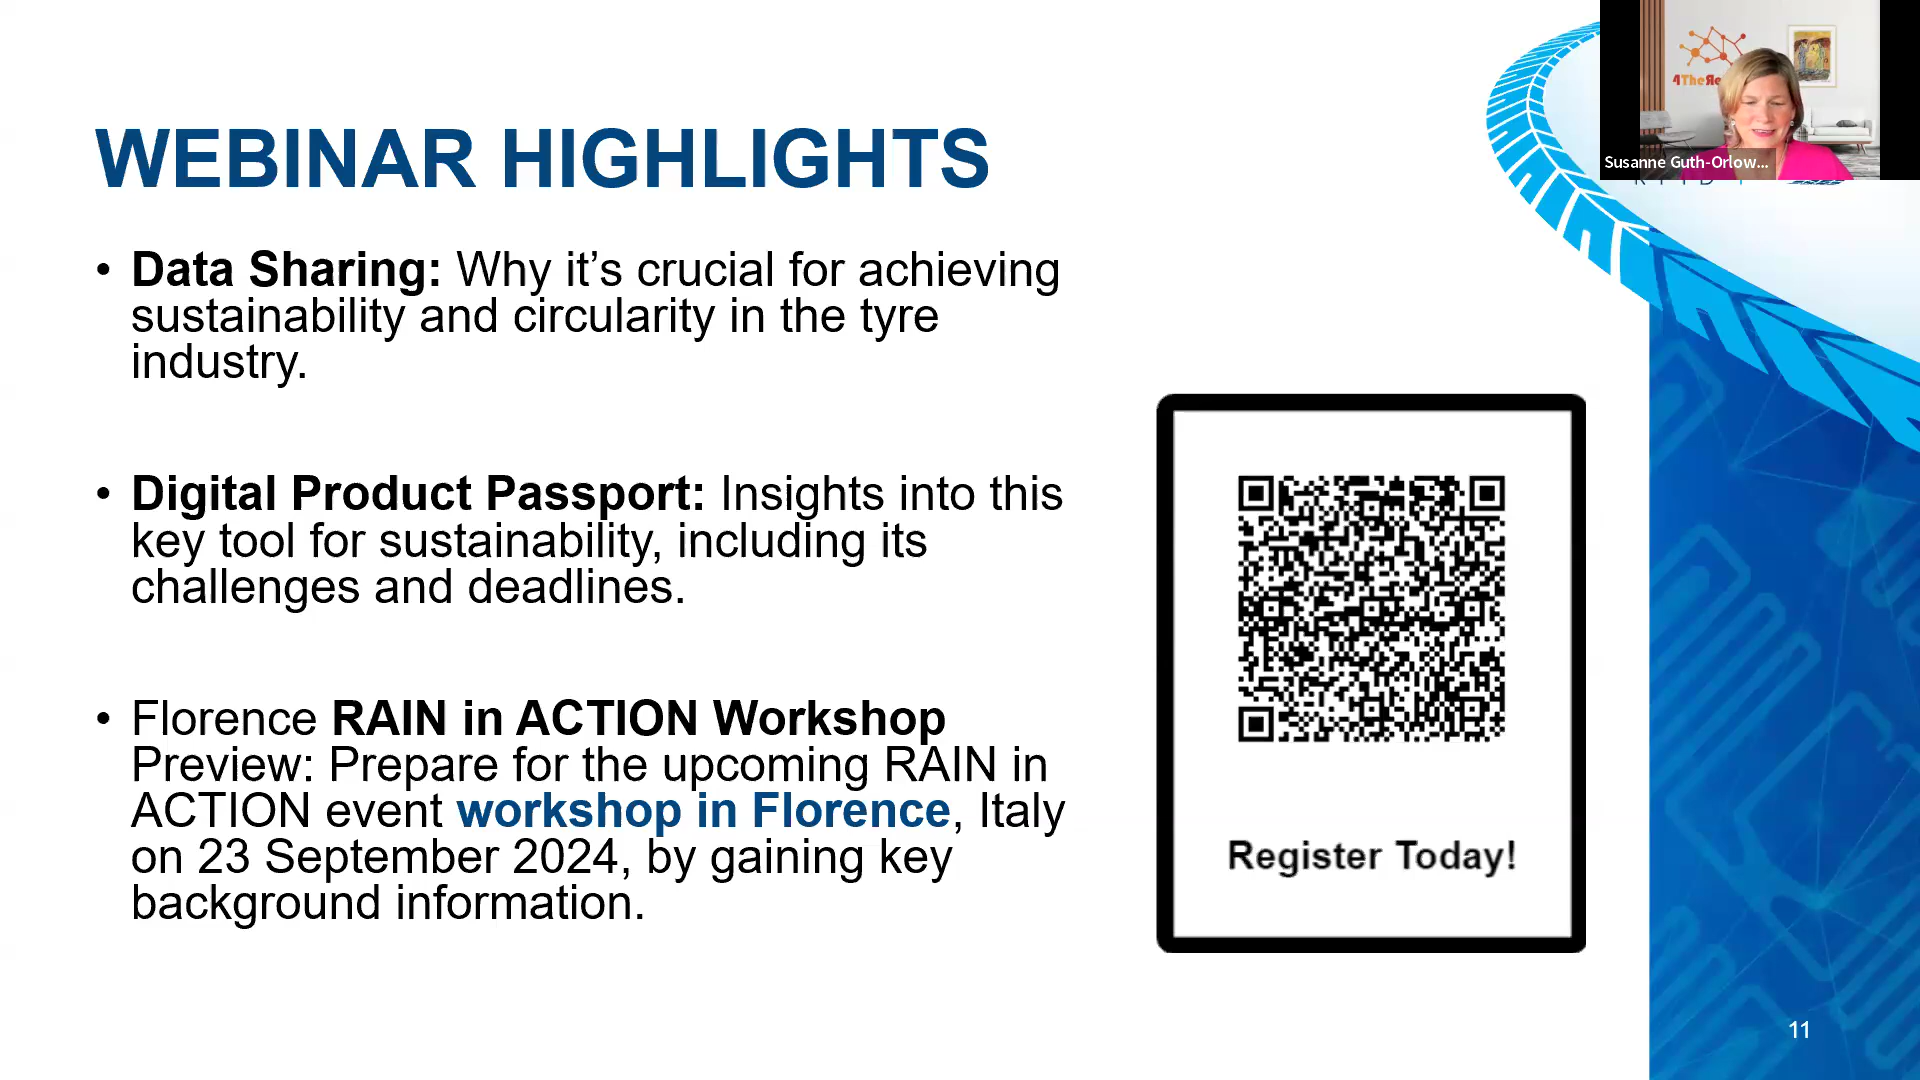 WEBINAR HIGHLIGHTS
• Data Sharing: Why it’s crucial for achieving
sustainability and circularity in the tyre
industry.
• Digital Product Passport: Insights into this
key tool for sustainability, including its
challenges and deadlines.
• Florence RAIN in ACTION Workshop
Preview: Prepare for the upcoming RAIN in
ACTION event workshop in Florence, Italy
on 23 September 2024, by gaining key
background information.
Register Today!
4TheRe
Susanne Guth-Orlow...
11